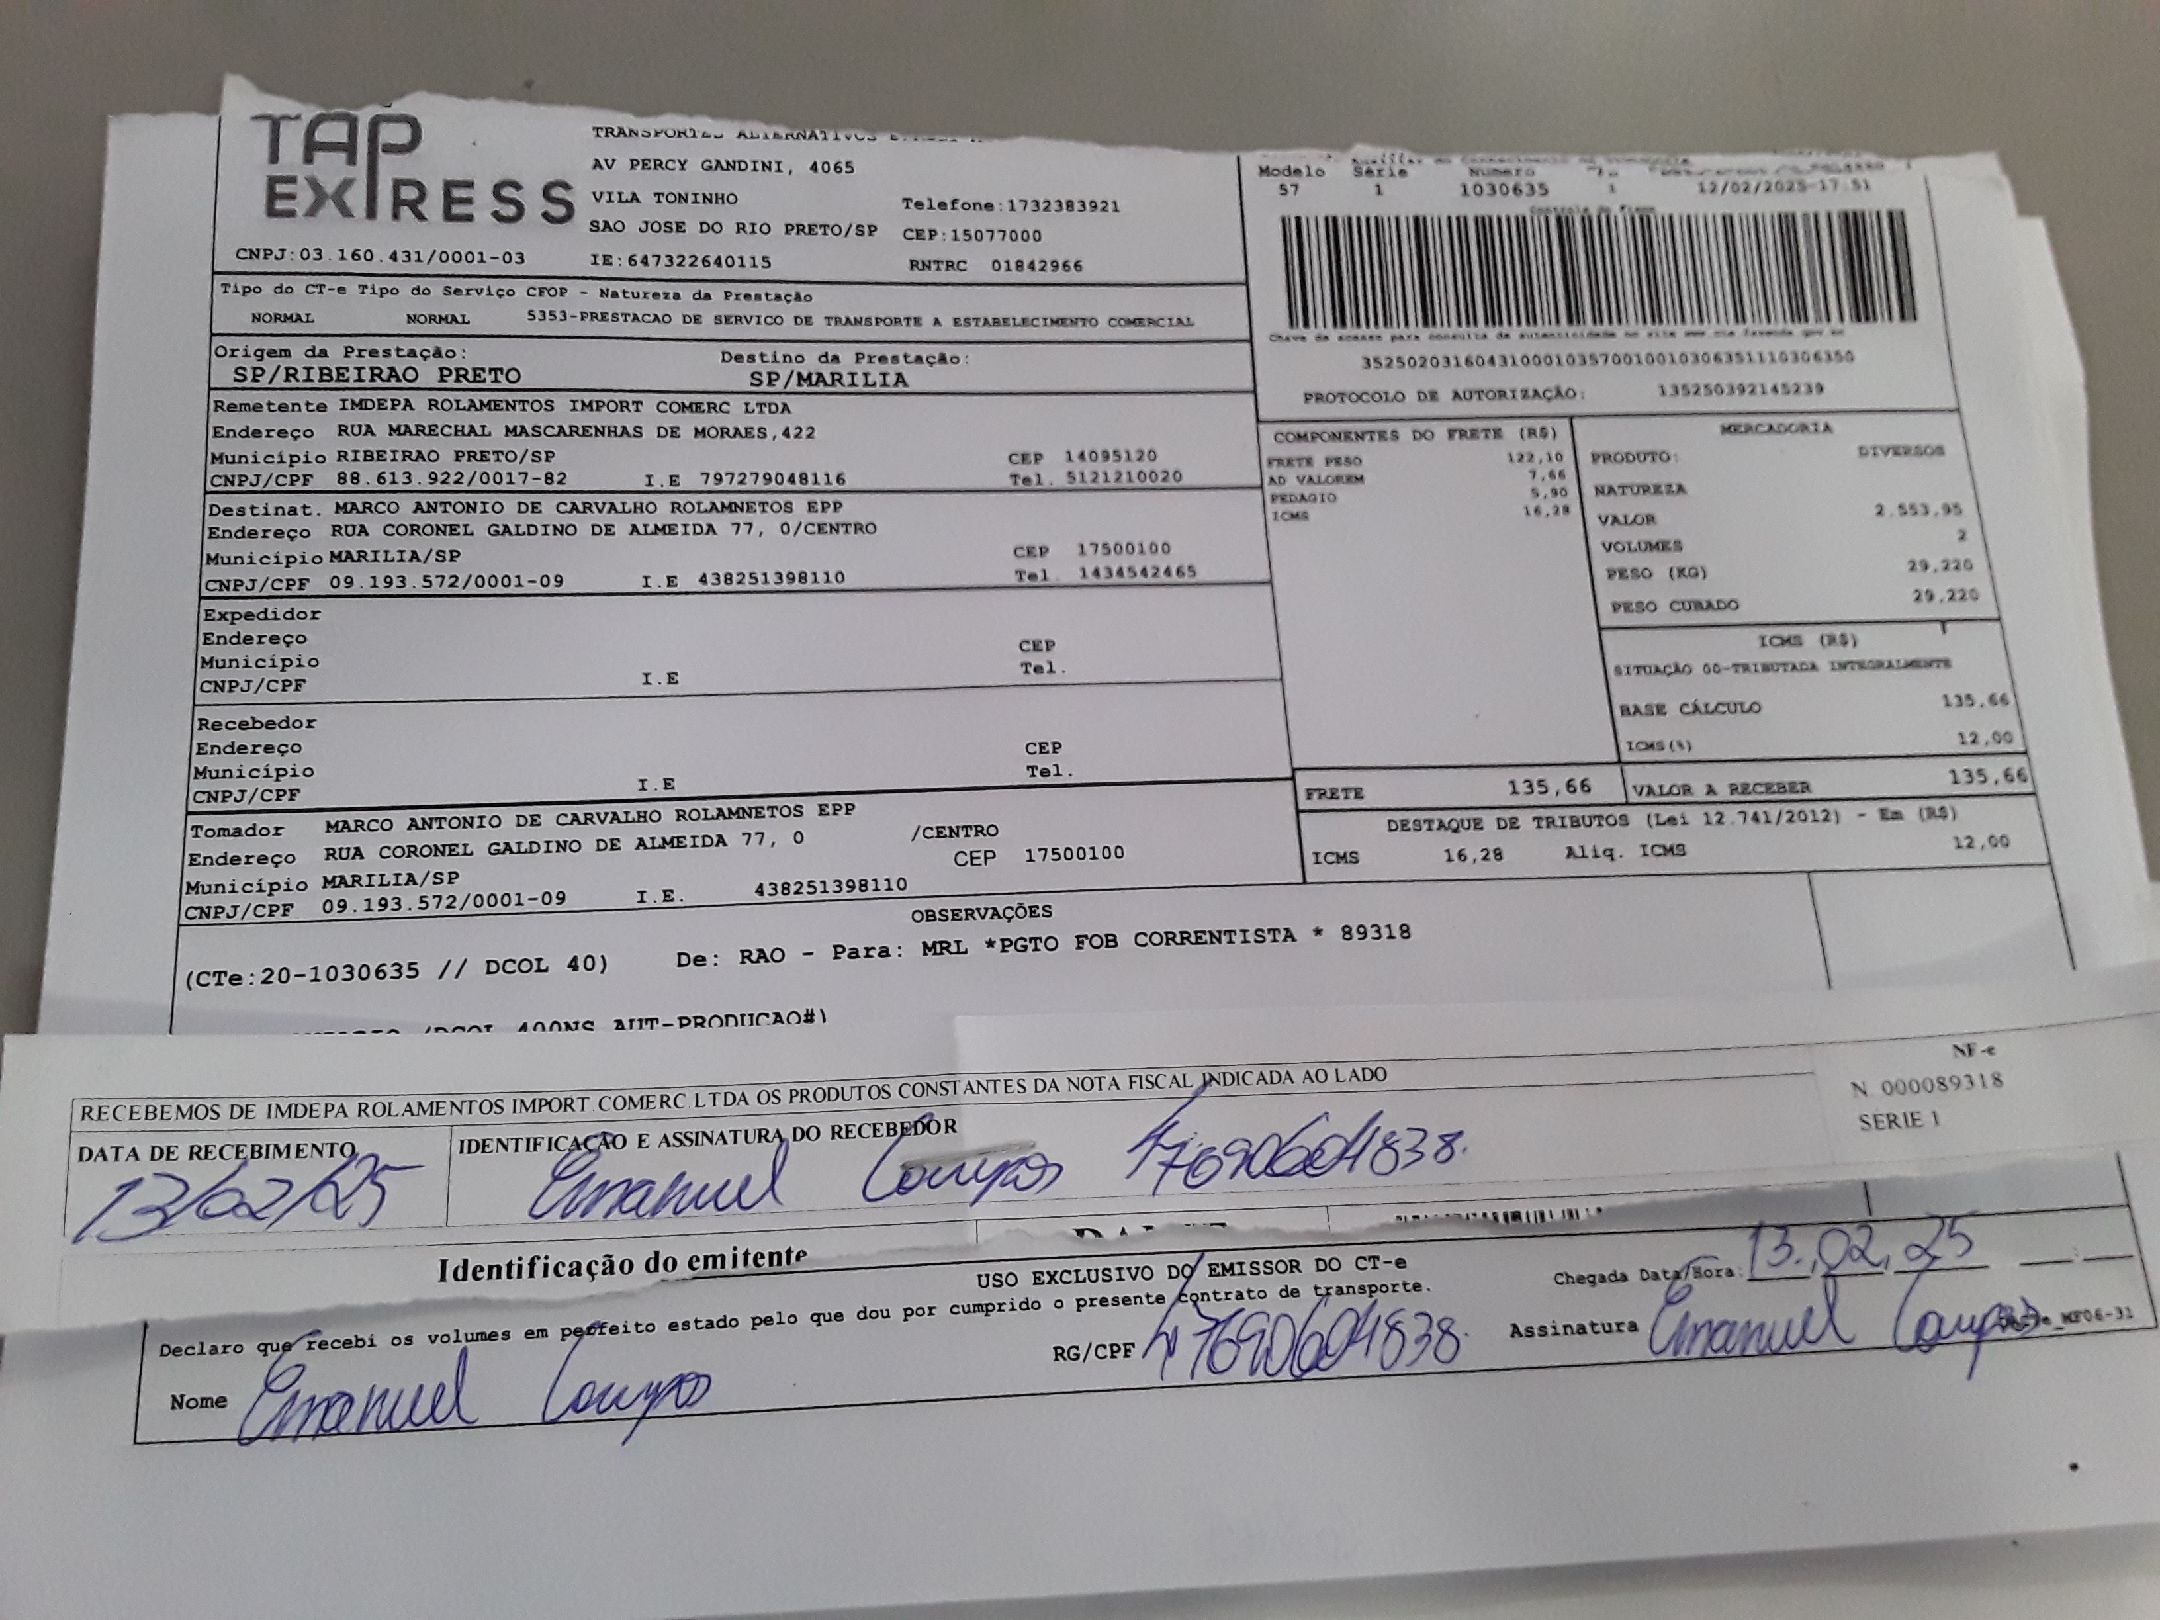 TAP
EXPRESS
AV PERCY GANDINI, 4065
VILA TONINHO
Telefone:1732383921
SAO JOSE DO RIO PRETO/SP CEP:15077000
CNPJ:03.160.431/0001-03 IE:647322640115 RNTRC 01842966
Modelo Série Numero
57 1 1030635 1 12/02/2025-17.51
Tipo do CT-e Tipo do Serviço CFOP - Natureza da Prestação
NORMAL NORMAL 5353-PRESTACAO DE SERVICO DE TRANSPORTE A ESTABELECIMENTO COMERCIAL
Chave de acesso para consulta de autenticidade no site www.cte.fazenda.gov.br
35250203160431000103570010010306351110306350
PROTOCOLO DE AUTORIZAÇÃO: 135250392145239
Origem da Prestação: Destino da Prestação:
SP/RIBEIRAO PRETO SP/MARILIA
Remetente IMDEPA ROLAMENTOS IMPORT COMERC LTDA
Endereço RUA MARECHAL MASCARENHAS DE MORAES,422
Município RIBEIRAO PRETO/SP CEP 14095120
CNPJ/CPF 88.613.922/0017-82 I.E 797279048116 Tel. 5121210020
Destinat. MARCO ANTONIO DE CARVALHO ROLAMNETOS EPP
Endereço RUA CORONEL GALDINO DE ALMEIDA 77, 0/CENTRO
Município MARILIA/SP CEP 17500100
CNPJ/CPF 09.193.572/0001-09 I.E 438251398110 Tel. 1434542465
Expedidor
Endereço CEP
Município Tel.
CNPJ/CPF I.E
Recebedor
Endereço CEP
Município Tel.
CNPJ/CPF I.E
Tomador MARCO ANTONIO DE CARVALHO ROLAMNETOS EPP
Endereço RUA CORONEL GALDINO DE ALMEIDA 77, 0 /CENTRO
CEP 17500100
Município MARILIA/SP
CNPJ/CPF 09.193.572/0001-09 I.E. 438251398110
COMPONENTES DO FRETE (R$)
FRETE PESO 122,10
AD VALOREM 7,66
PEDAGIO 5,90
ICMS 16,28
MERCADORIA
PRODUTO: DIVERSOS
NATUREZA
VALOR 2.553,95
VOLUMES 2
PESO (KG) 29,220
PESO CUBADO 29,220
ICMS (R$)
SITUAÇÃO 00-TRIBUTADA INTEGRALMENTE
BASE CÁLCULO 135,66
ICMS(%) 12,00
FRETE 135,66 VALOR A RECEBER 135,66
DESTAQUE DE TRIBUTOS (Lei 12.741/2012) - Em (R$)
ICMS 16,28 Aliq. ICMS 12,00
OBSERVAÇÕES
(CTe:20-1030635 // DCOL 40) De: RAO - Para: MRL *PGTO FOB CORRENTISTA * 89318
RECEBEMOS DE IMDEPA ROLAMENTOS IMPORT COMERC LTDA OS PRODUTOS CONSTANTES DA NOTA FISCAL INDICADA AO LADO
NF-e
N 000089318
SERIE 1
DATA DE RECEBIMENTO IDENTIFICAÇÃO E ASSINATURA DO RECEBEDOR
13/02/25 Emanuel Campos 47690604838.
Identificação do emitente
USO EXCLUSIVO DO EMISSOR DO CT-e
Chegada Data/Hora: 13.,02,25
Declaro que recebi os volumes em perfeito estado pelo que dou por cumprido o presente contrato de transporte.
Nome Emanuel Campos RG/CPF 47690604838. Assinatura Emanuel Campos